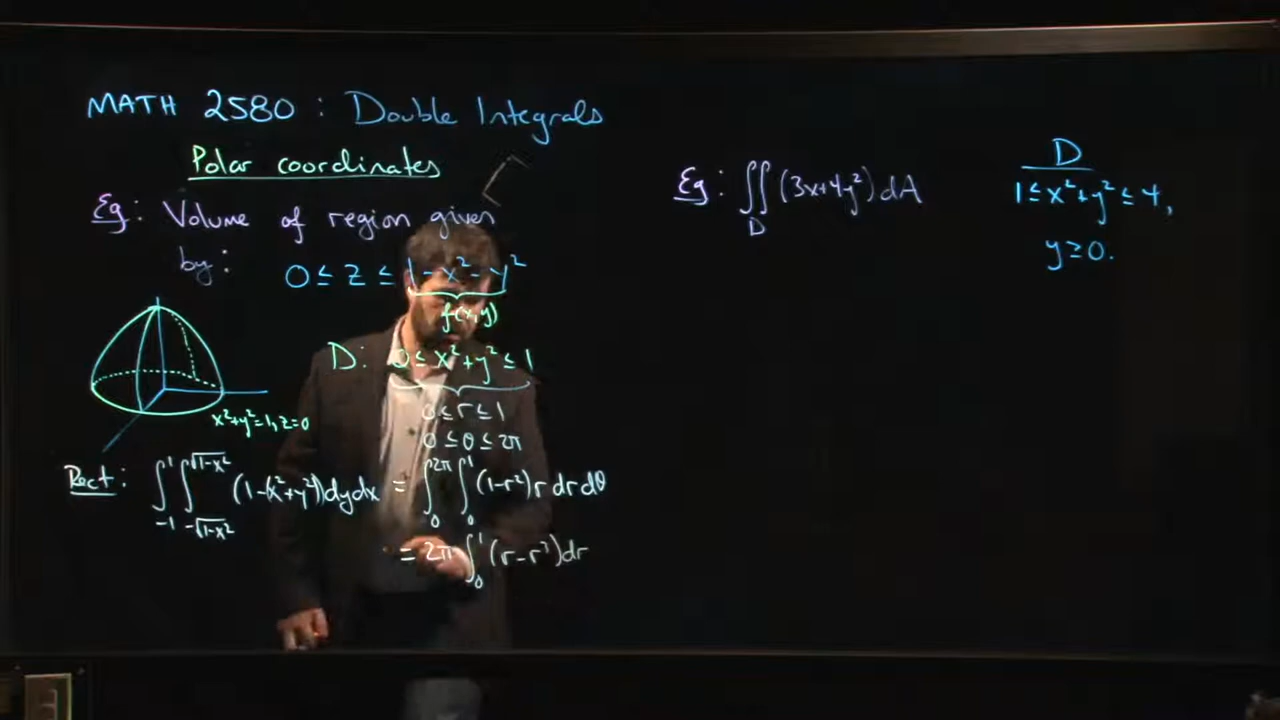 MATH 2580 : Double Integrals
Polar coordinates
Eg: Volume of region given
by: 0 ≤ z ≤ 1-x²-y²
f(x,y)
D: 0 ≤ x²+y² ≤ 1
0 ≤ r ≤ 1
x²+y²=1, z=0
0 ≤ θ ≤ 2π
Rect: ∫₋₁¹ ∫_{-√(1-x²)}^{√(1-x²)} (1-(x²+y²))dydx = ∫₀^{2π} ∫₀¹ (1-r²) r dr dθ
= 2π ∫₀¹ (r-r³)dr
Eg: ∬_D (3x+4y²) dA
D
1 ≤ x²+y² ≤ 4,
y ≥ 0.